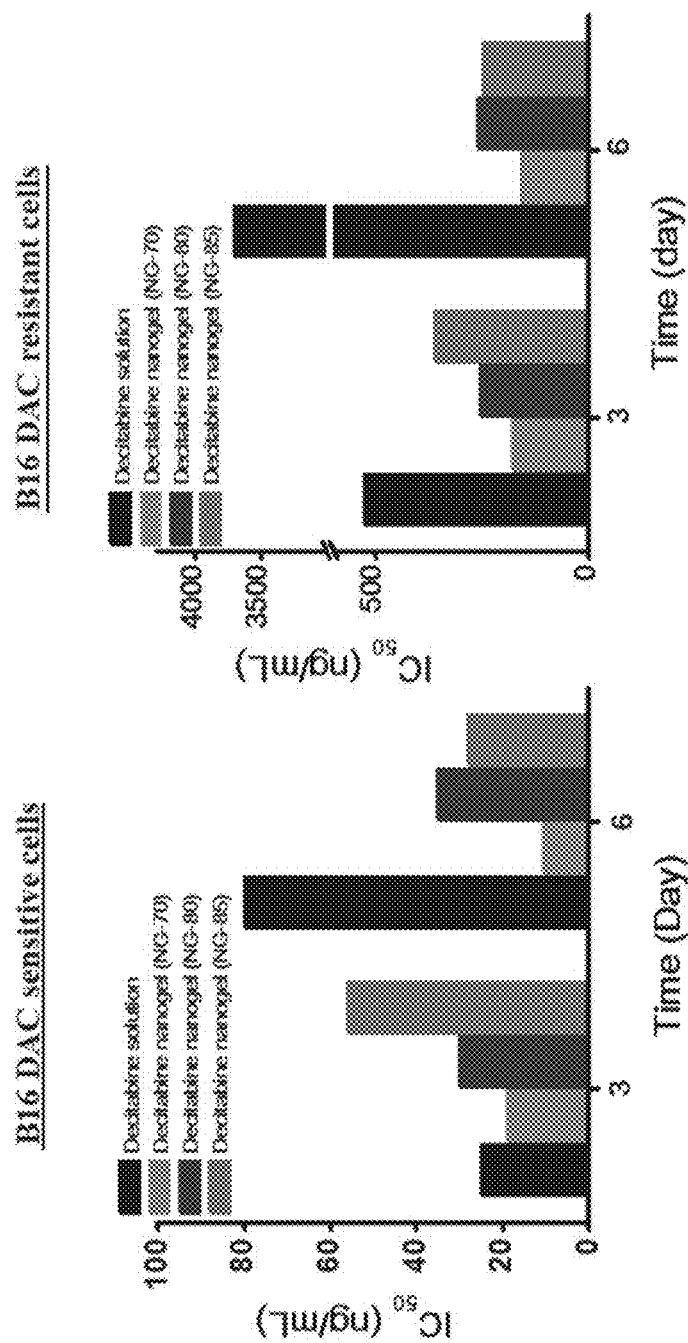 B16 DAC sensitive cells
Decitabine solution
Decitabine nanogel (NG-70)
Decitabine nanogel (NG-80)
Decitabine nanogel (NG-85)
IC50 (ng/mL)
100
80
60
40
20
0
3
6
Time (Day)
B16 DAC resistant cells
Decitabine solution
Decitabine nanogel (NG-70)
Decitabine nanogel (NG-80)
Decitabine nanogel (NG-85)
IC50 (ng/mL)
4000
3500
500
0
3
6
Time (day)